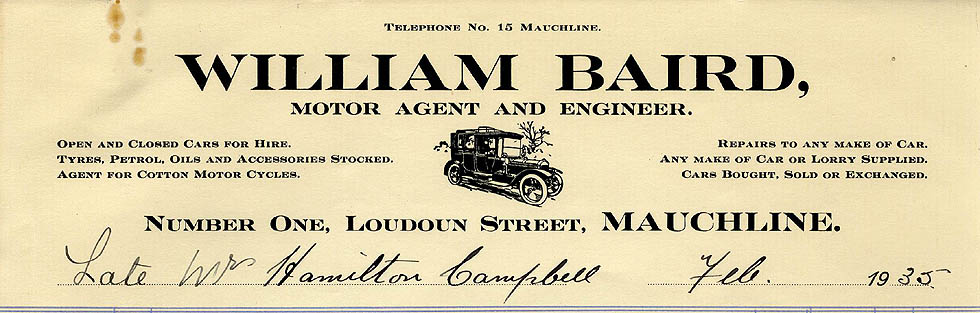 Telephone No. 15 Mauchline.
WILLIAM BAIRD,
MOTOR AGENT AND ENGINEER.
Open and Closed Cars for Hire.
Tyres, Petrol, Oils and Accessories Stocked.
Agent for Cotton Motor Cycles.
Repairs to any make of Car.
Any make of Car or Lorry Supplied.
Cars Bought, Sold or Exchanged.
Number One, Loudoun Street, MAUCHLINE.
Late Mrs Hamilton Campbell Feb. 1935